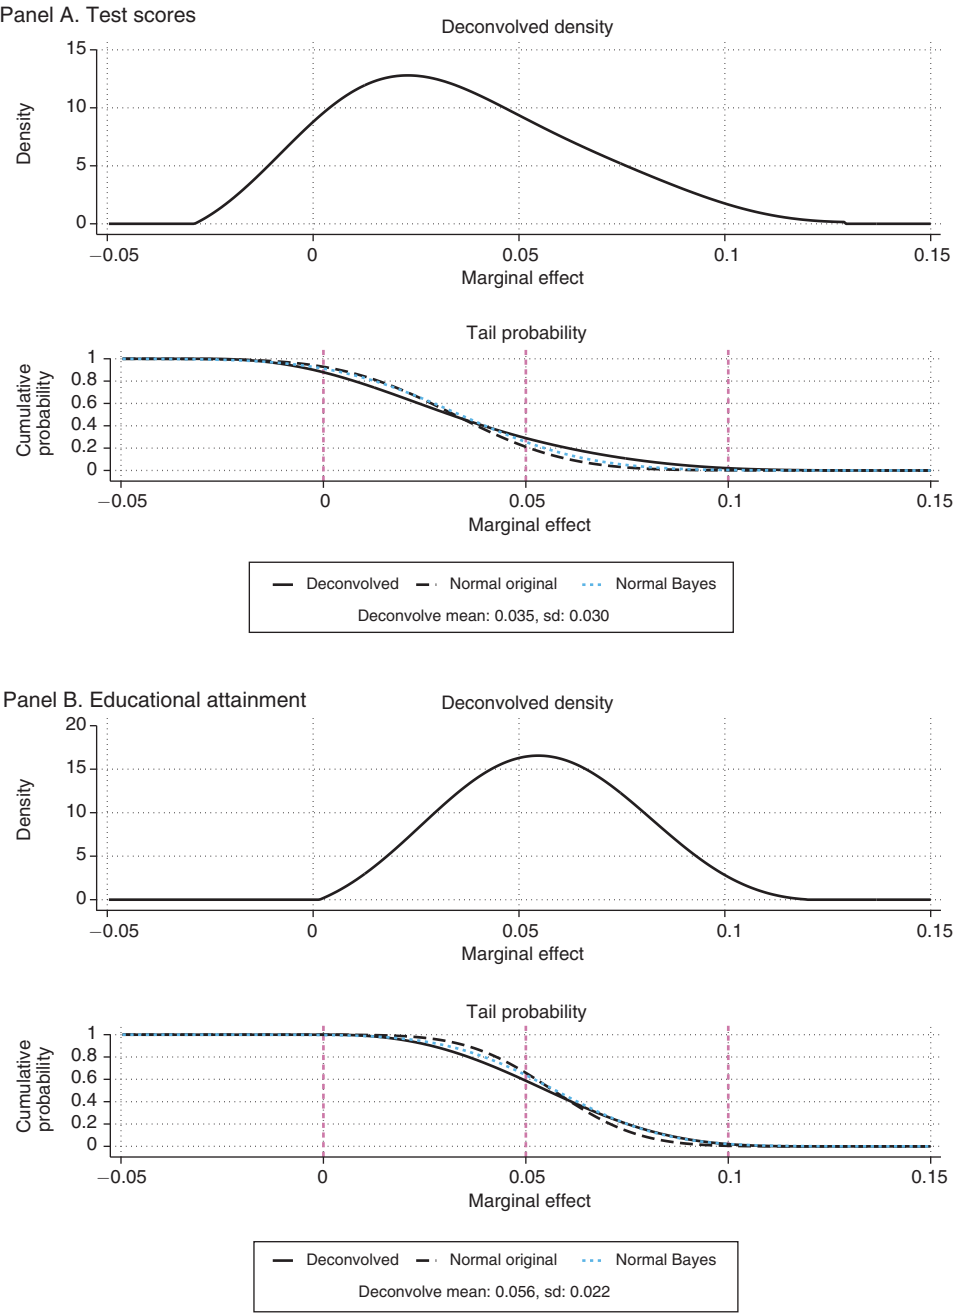 Panel A. Test scores
Deconvolved density
15
10
5
0
Density
−0.05
0
0.05
0.1
0.15
Marginal effect
Tail probability
1
0.8
0.6
0.4
0.2
0
Cumulative
probability
−0.05
0
0.05
0.1
0.15
Marginal effect
Deconvolved
Normal original
Normal Bayes
Deconvolve mean: 0.035, sd: 0.030
Panel B. Educational attainment
Deconvolved density
20
15
10
5
0
Density
−0.05
0
0.05
0.1
0.15
Marginal effect
Tail probability
1
0.8
0.6
0.4
0.2
0
Cumulative
probability
−0.05
0
0.05
0.1
0.15
Marginal effect
Deconvolved
Normal original
Normal Bayes
Deconvolve mean: 0.056, sd: 0.022